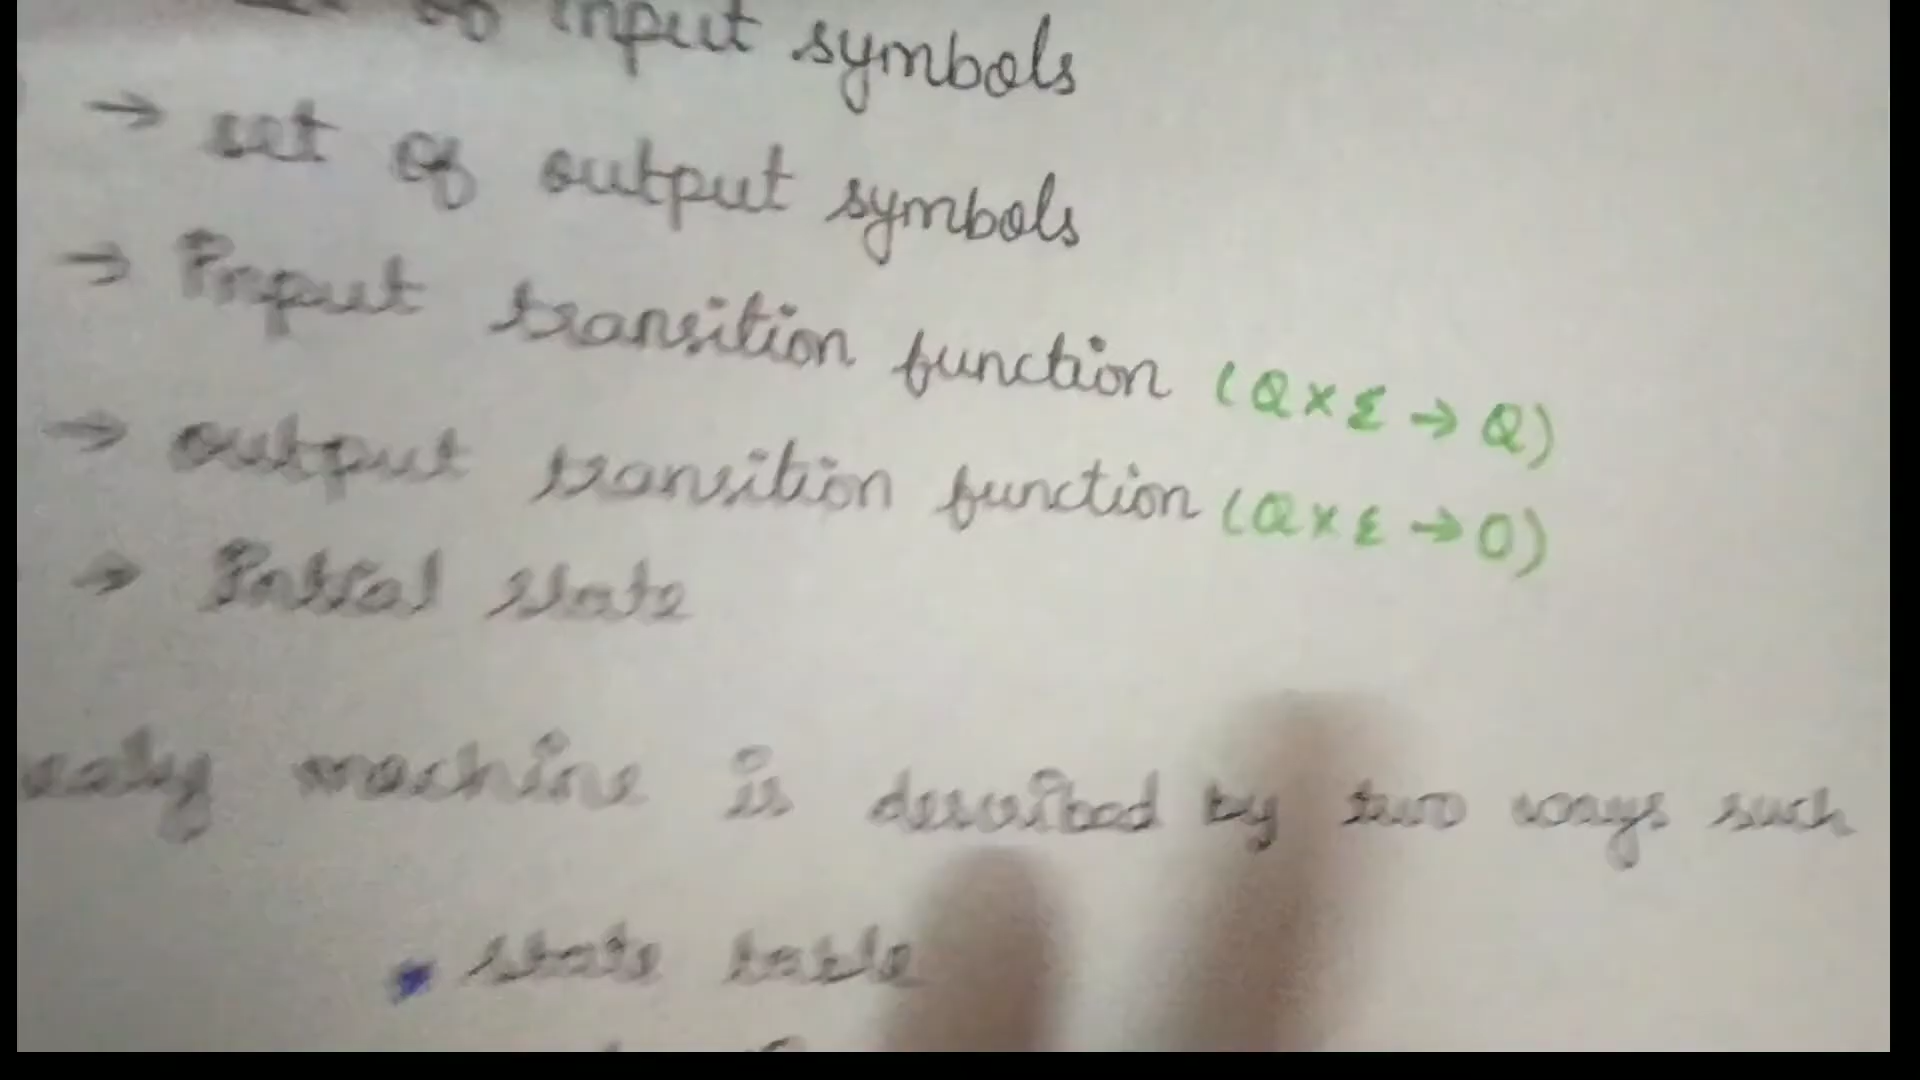 of input symbols
→ set of output symbols
→ Input transition function (Q×Σ → Q)
→ output transition function (Q×Σ → O)
→ Initial state
machine is described by two ways such
state table